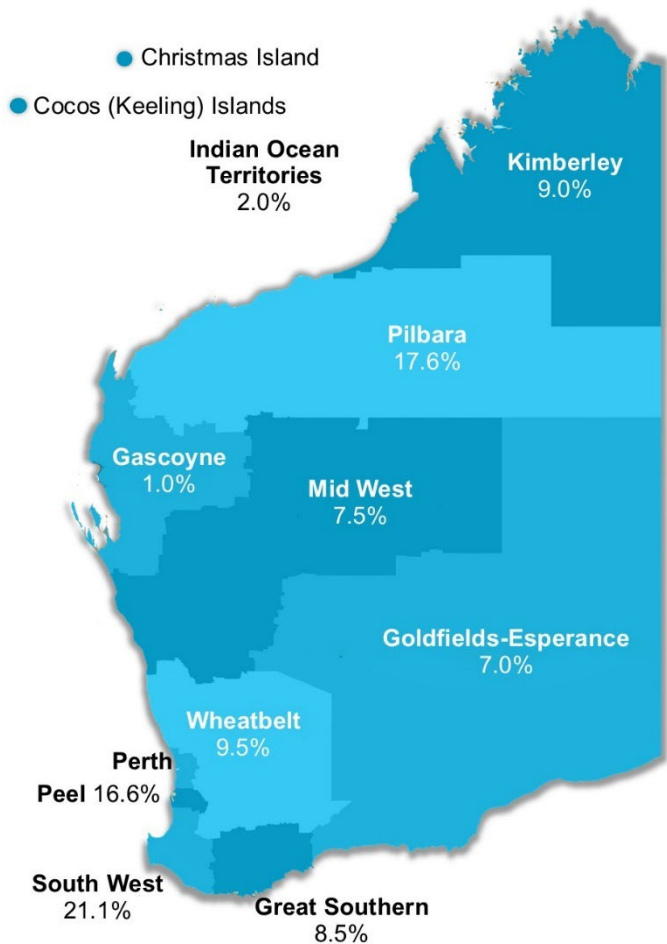 Christmas Island
Cocos (Keeling) Islands
Indian Ocean
Territories
2.0%
Kimberley
9.0%
Pilbara
17.6%
Gascoyne
1.0%
Mid West
7.5%
Goldfields-Esperance
7.0%
Wheatbelt
9.5%
Perth
Peel 16.6%
South West
21.1%
Great Southern
8.5%